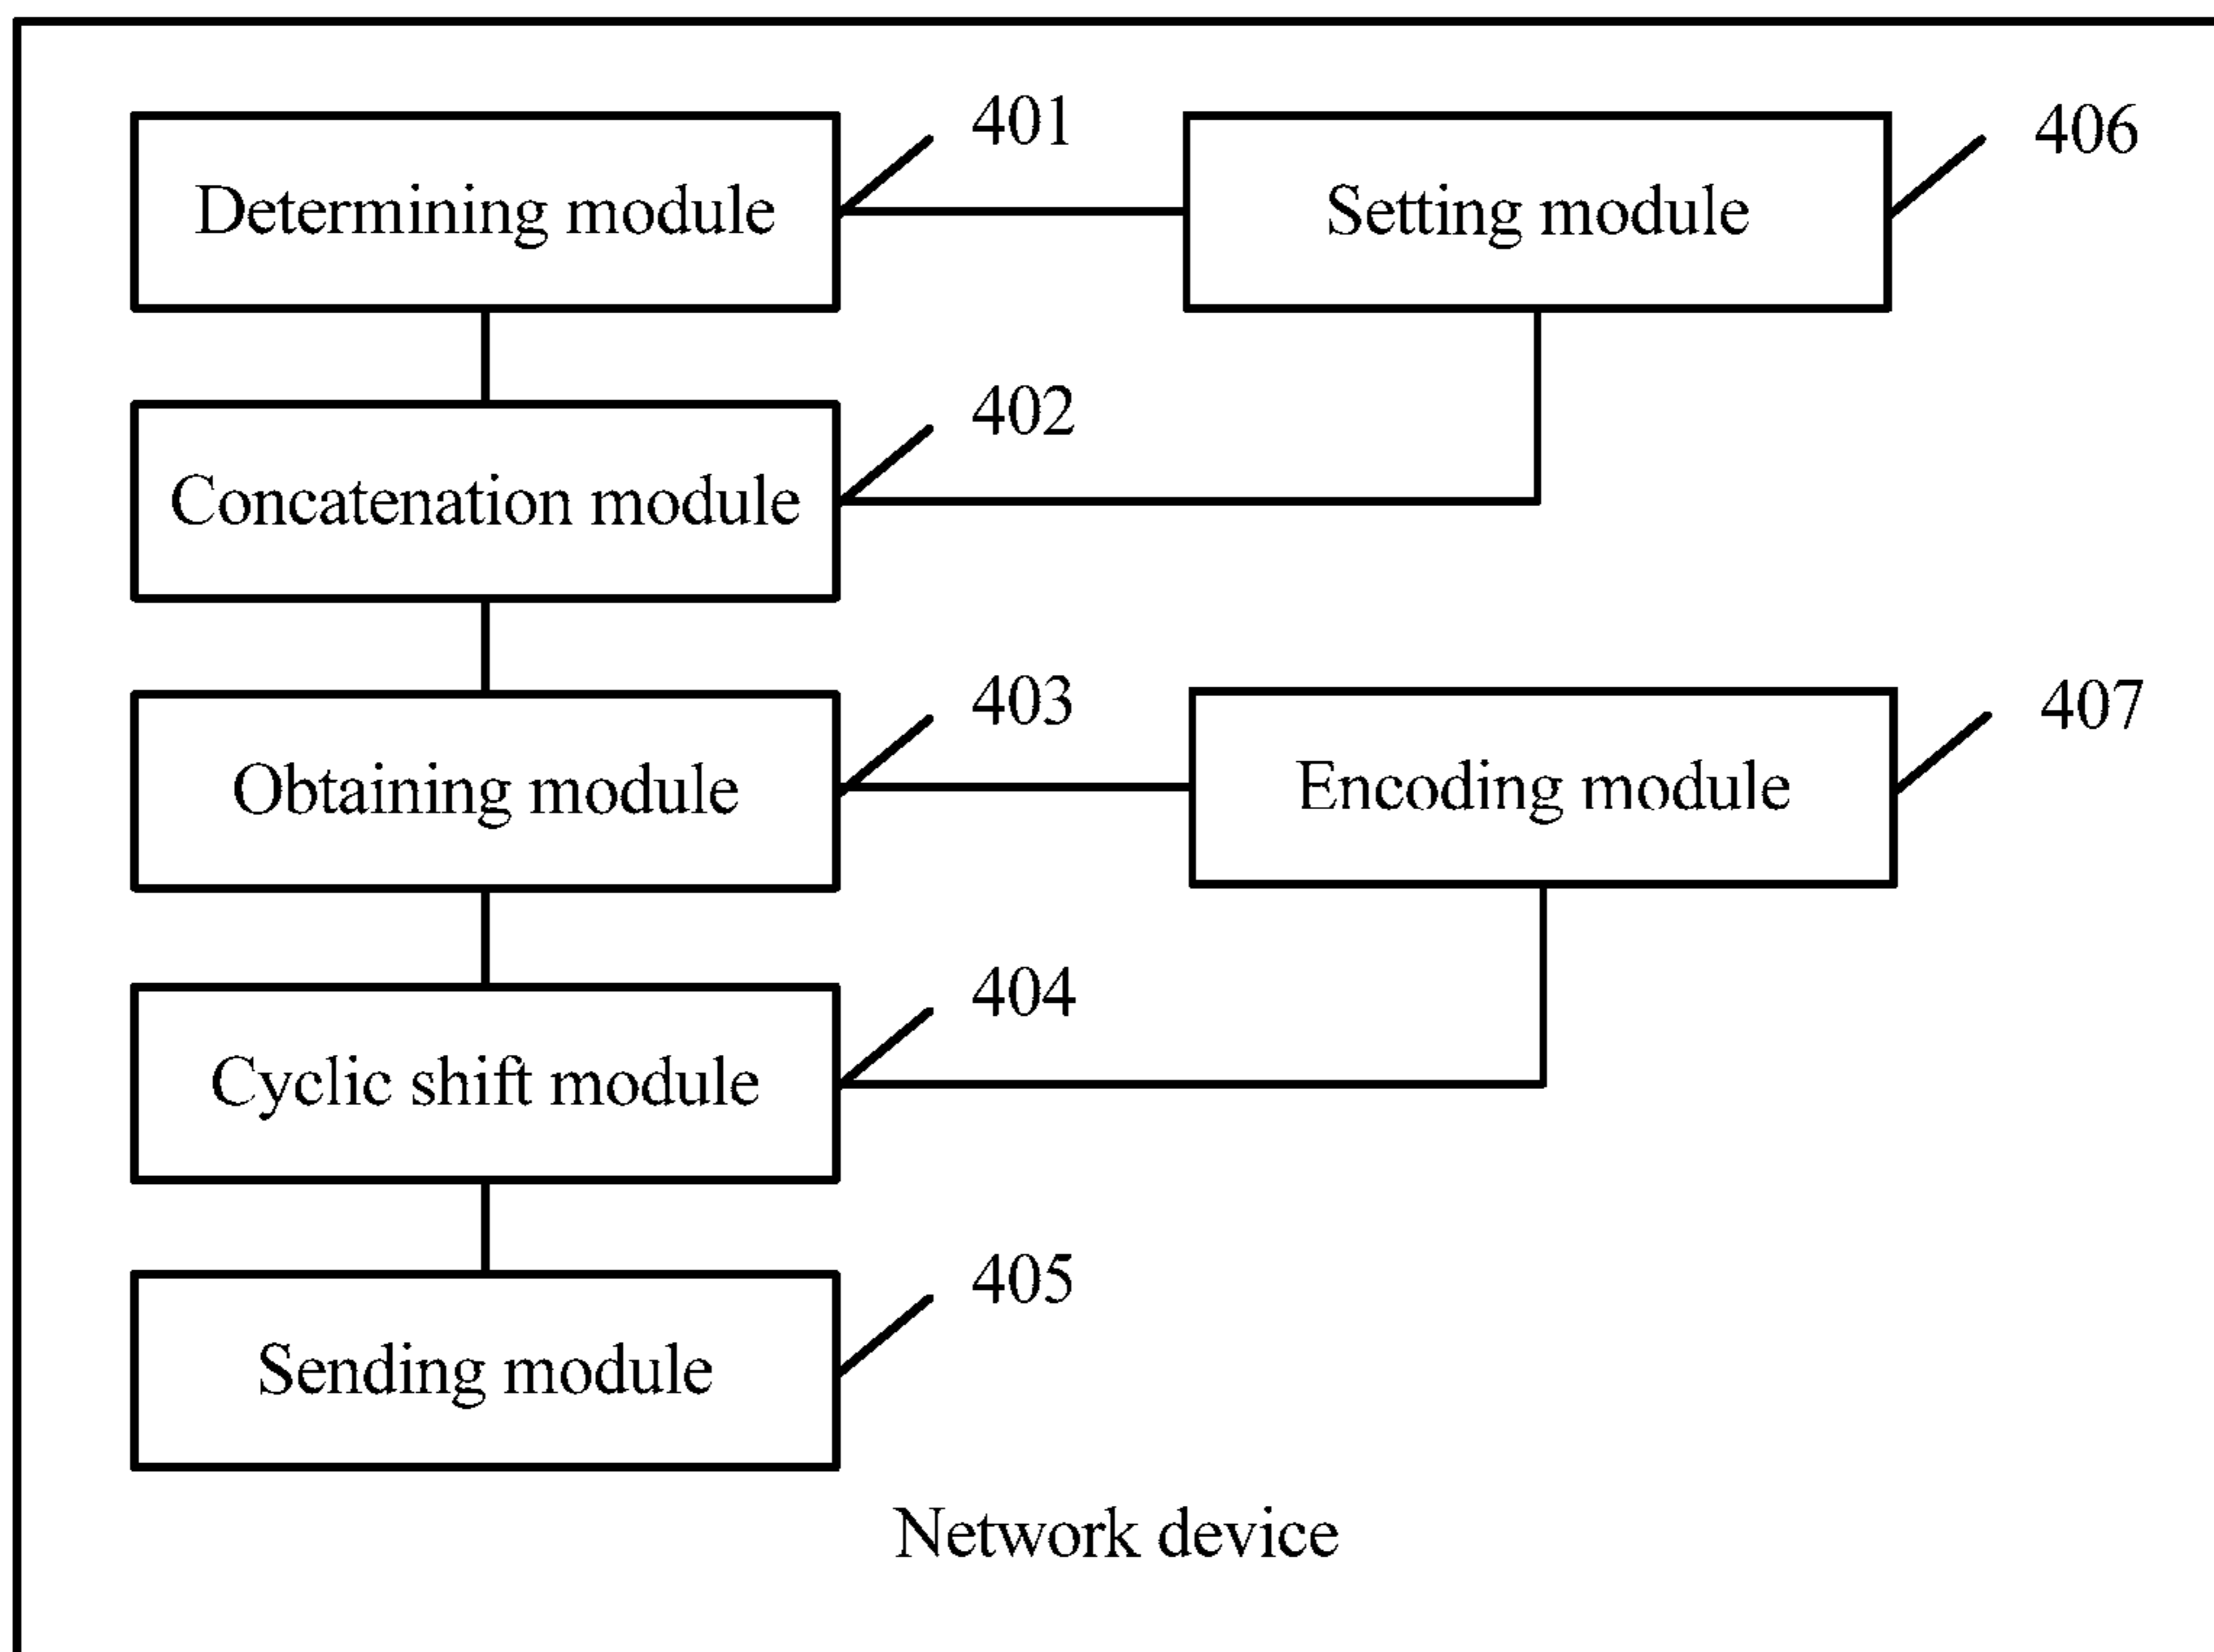 401
406
Determining module
Setting module
402
Concatenation module
403
407
Obtaining module
Encoding module
404
Cyclic shift module
405
Sending module
Network device